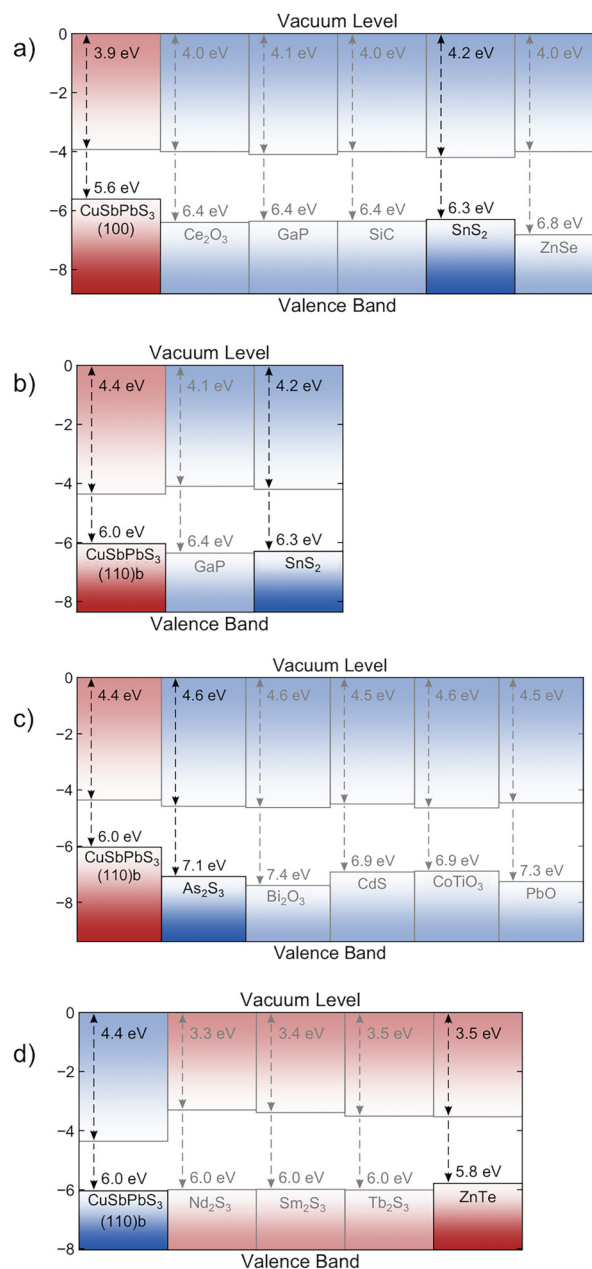 a)
Vacuum Level
0
3.9 eV 4.0 eV 4.1 eV 4.0 eV 4.2 eV 4.0 eV
−2
−4
5.6 eV 6.4 eV 6.4 eV 6.4 eV 6.3 eV 6.8 eV
−6
CuSbPbS₃ Ce₂O₃ GaP SiC SnS₂ ZnSe
(100)
−8
Valence Band
b)
Vacuum Level
0
4.4 eV 4.1 eV 4.2 eV
−2
−4
6.0 eV 6.4 eV 6.3 eV
−6
CuSbPbS₃ GaP SnS₂
(110)b
−8
Valence Band
c)
Vacuum Level
0
4.4 eV 4.6 eV 4.6 eV 4.5 eV 4.6 eV 4.5 eV
−2
−4
−6
6.0 eV 7.1 eV 7.4 eV 6.9 eV 6.9 eV 7.3 eV
CuSbPbS₃ As₂S₃ Bi₂O₃ CdS CoTiO₃ PbO
(110)b
−8
Valence Band
d)
Vacuum Level
0
4.4 eV 3.3 eV 3.4 eV 3.5 eV 3.5 eV
−2
−4
6.0 eV 6.0 eV 6.0 eV 6.0 eV 5.8 eV
−6
CuSbPbS₃ Nd₂S₃ Sm₂S₃ Tb₂S₃ ZnTe
(110)b
−8
Valence Band